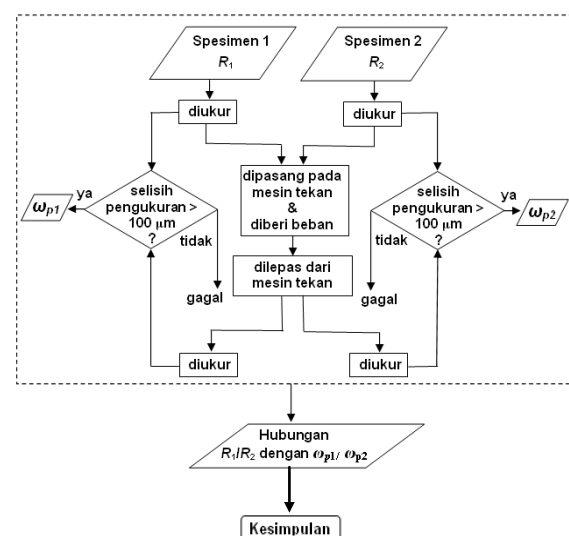 Spesimen 1
R₁
Spesimen 2
R₂
diukur
diukur
dipasang pada
mesin tekan
&
diberi beban
selisih
pengukuran >
100 μm
?
ya
ωp1
tidak
gagal
selisih
pengukuran >
100 μm
?
ya
ωp2
tidak
gagal
dilepas dari
mesin tekan
diukur
diukur
Hubungan
R₁/R₂ dengan ωp1/ ωp2
Kesimpulan